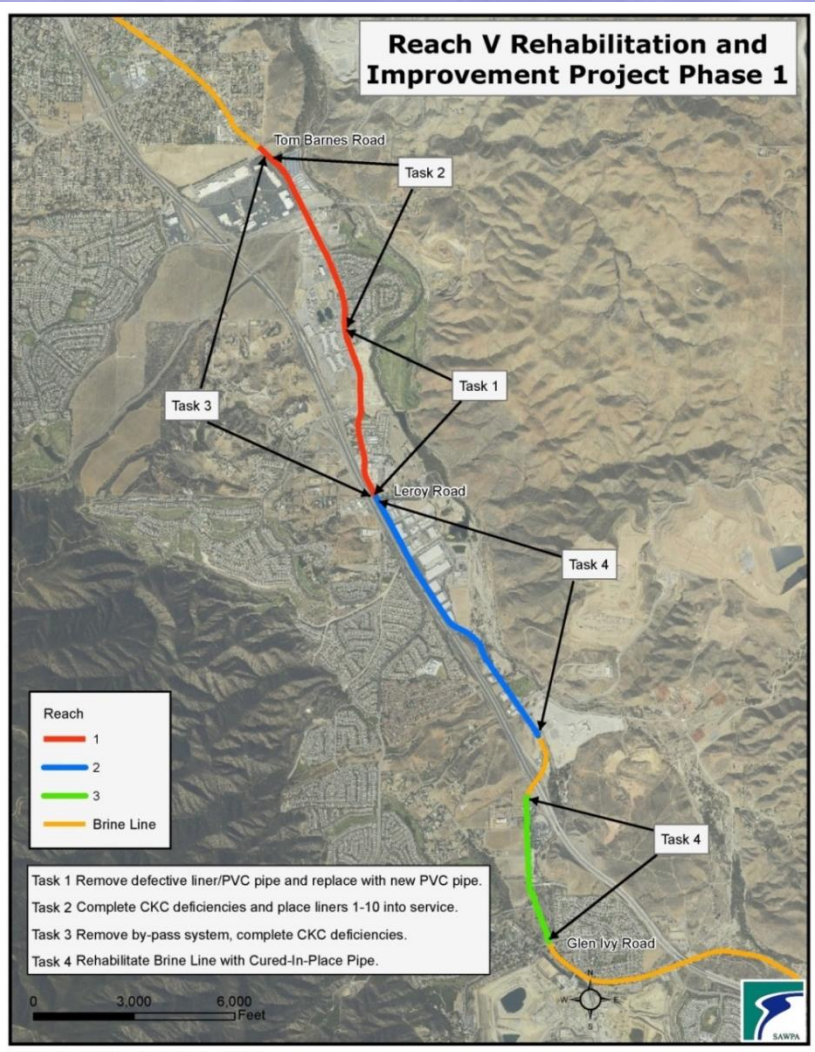 Reach V Rehabilitation and
Improvement Project Phase 1
Tom Barnes Road
Task 2
Task 1
Task 3
Leroy Road
Task 4
Reach
1
2
3
Brine Line
Task 4
Task 1 Remove defective liner/PVC pipe and replace with new PVC pipe.
Task 2 Complete CKC deficiencies and place liners 1-10 into service.
Task 3 Remove by-pass system, complete CKC deficiencies.
Task 4 Rehabilitate Brine Line with Cured-In-Place Pipe.
Glen Ivy Road
0 3,000 6,000
Feet
N
W E
S
SAWPA